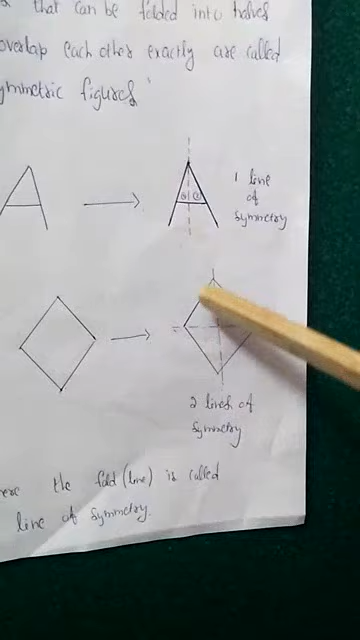 that can be folded into halves
overlap each other exactly are called
symmetric figures'
1 line
of
symmetry
2 lines of
symmetry
the fold (line) is called
line of symmetry.